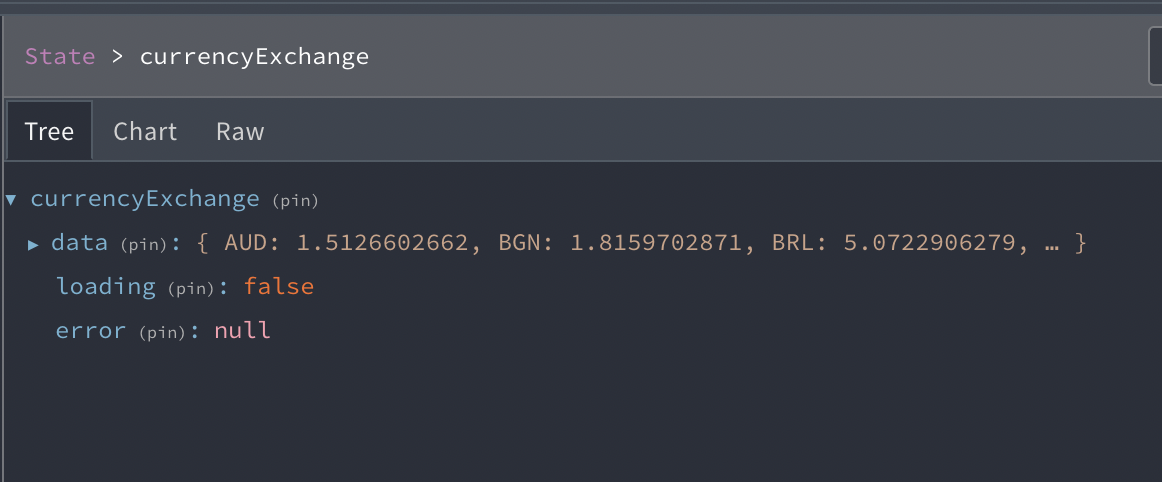 State > currencyExchange
Tree Chart Raw
▼ currencyExchange (pin)
▶ data (pin): { AUD: 1.5126602662, BGN: 1.8159702871, BRL: 5.0722906279, … }
loading (pin): false
error (pin): null